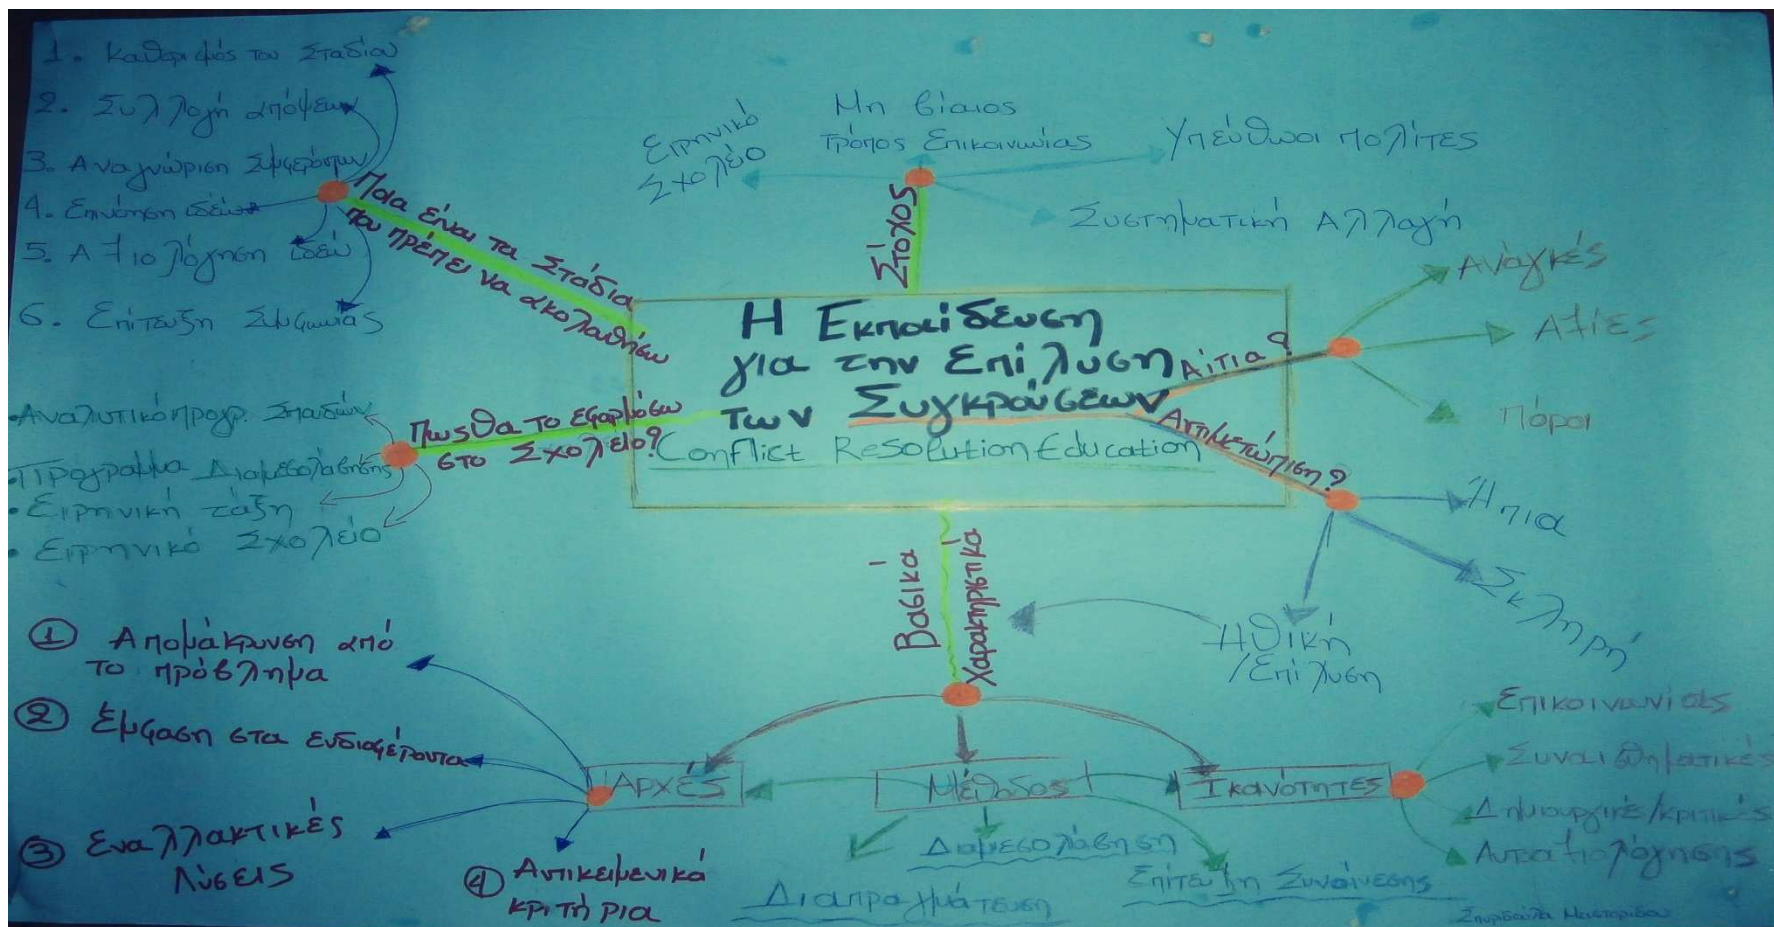 1. Καθορισμός του Σταδίου
2. Συλλογή απόψεων
3. Αναγνώριση Συμφερόντων
4. Επινόηση ιδεών
5. Αξιολόγηση ιδεών
6. Επίτευξη Συμφωνίας
Ποια είναι τα Στάδια
που πρέπει να ακολουθήσω
Ειρηνικό
Σχολείο
Μη βίαιος
Τρόπος Επικοινωνίας
Υπεύθυνοι πολίτες
Συστηματική Αλλαγή
Στόχος
Η Εκπαίδευση
για την Επίλυση
των Συγκρούσεων
Conflict Resolution Education
Αίτια?
Ανάγκές
Αξίες
Πόροι
Αντιμετώπιση?
Ήπια
Σκληρή
Ηθική
/Επίλυση
Πως θα το εφαρμόσω
στο Σχολείο?
•Αναλυτικό προγρ. Σπουδών
•Πρόγραμμα Διαμεσολάβησης
• Ειρηνική τάξη
• Ειρηνικό Σχολείο
Βασικά
Χαρακτηριστικά
Αρχές
Μέθοδος
Ικανότητες
① Απομάκρυνση από
το πρόβλημα
② Έμφαση στα ενδιαφέροντα
③ Εναλλακτικές
Λύσεις
④ Αντικειμενικά
κριτήρια
Διαμεσολάβηση
Διαπραγμάτευση
Επίτευξη Συναίνεσης
Επικοινωνίας
Συναισθηματικές
Δημιουργικές/κριτικές
Αυτοαξιολόγησης
Σπυριδούλα